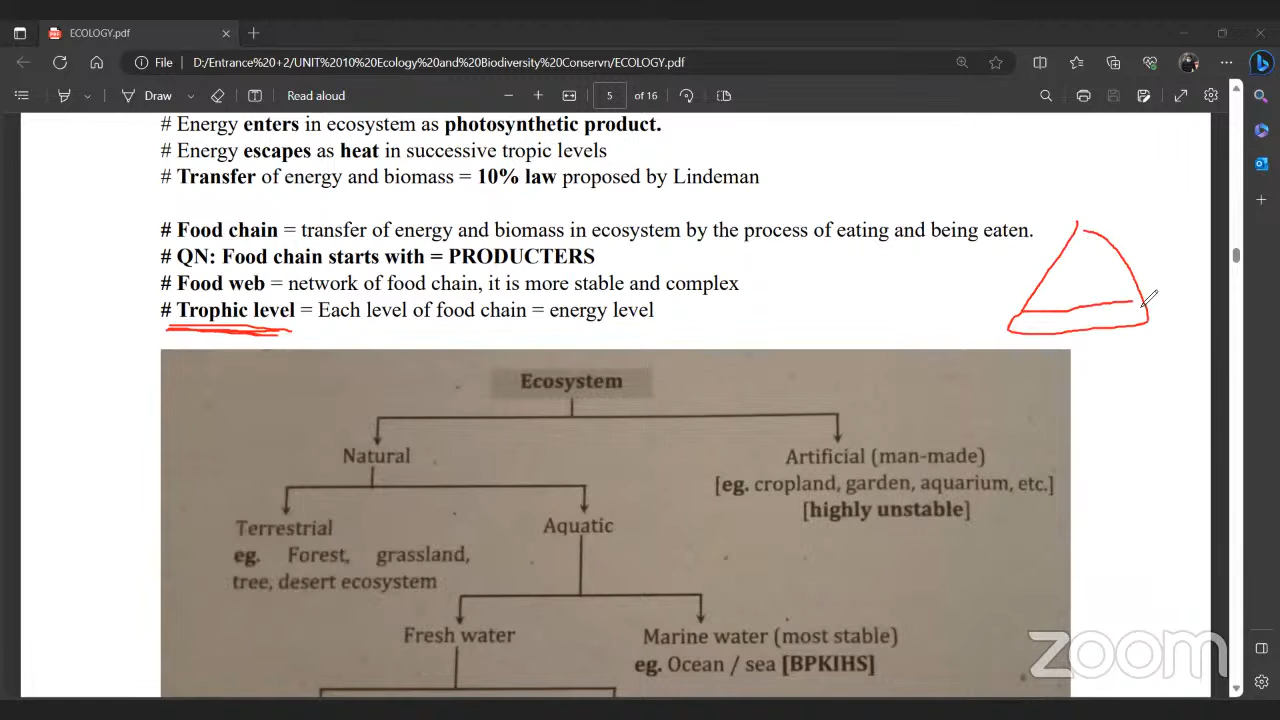 ECOLOGY.pdf
File D:/Entrance%20+2/UNIT%2010%20Ecology%20and%20Biodiversity%20Conservn/ECOLOGY.pdf
Draw Read aloud 5 of 16
# Energy enters in ecosystem as photosynthetic product.
# Energy escapes as heat in successive tropic levels
# Transfer of energy and biomass = 10% law proposed by Lindeman
# Food chain = transfer of energy and biomass in ecosystem by the process of eating and being eaten.
# QN: Food chain starts with = PRODUCTERS
# Food web = network of food chain, it is more stable and complex
# Trophic level = Each level of food chain = energy level
Ecosystem
Natural
Artificial (man-made)
[eg. cropland, garden, aquarium, etc.]
[highly unstable]
Terrestrial
eg. Forest, grassland,
tree, desert ecosystem
Aquatic
Fresh water
Marine water (most stable)
eg. Ocean / sea [BPKIHS]
zoom